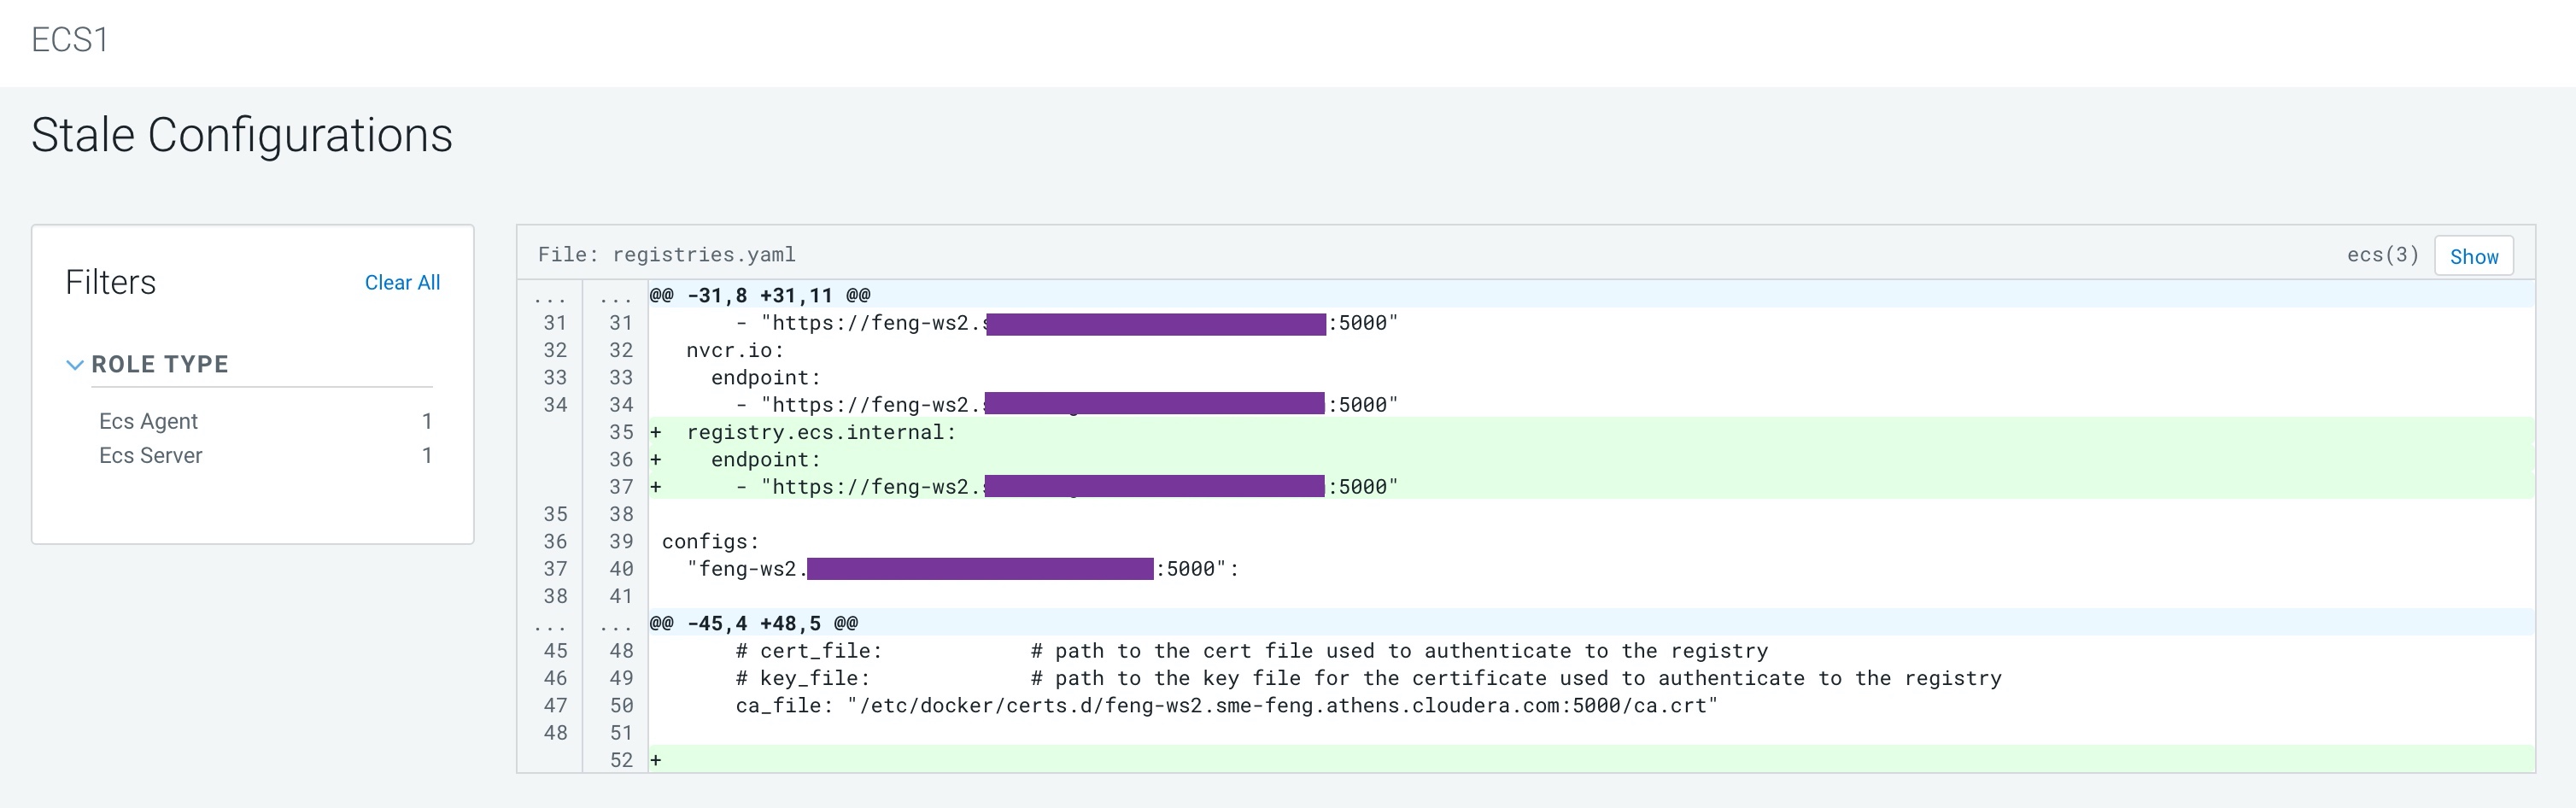 ECS1
Stale Configurations
Filters Clear All
ROLE TYPE
Ecs Agent 1
Ecs Server 1
File: registries.yaml ecs(3) Show
... ... @@ -31,8 +31,11 @@
31 31 - "https://feng-ws2. :5000"
32 32 nvcr.io:
33 33 endpoint:
34 34 - "https://feng-ws2. :5000"
35 + registry.ecs.internal:
36 + endpoint:
37 + - "https://feng-ws2. :5000"
35 38
36 39 configs:
37 40 "feng-ws2. :5000":
38 41
... ... @@ -45,4 +48,5 @@
45 48 # cert_file: # path to the cert file used to authenticate to the registry
46 49 # key_file: # path to the key file for the certificate used to authenticate to the registry
47 50 ca_file: "/etc/docker/certs.d/feng-ws2.sme-feng.athens.cloudera.com:5000/ca.crt"
48 51
52 +